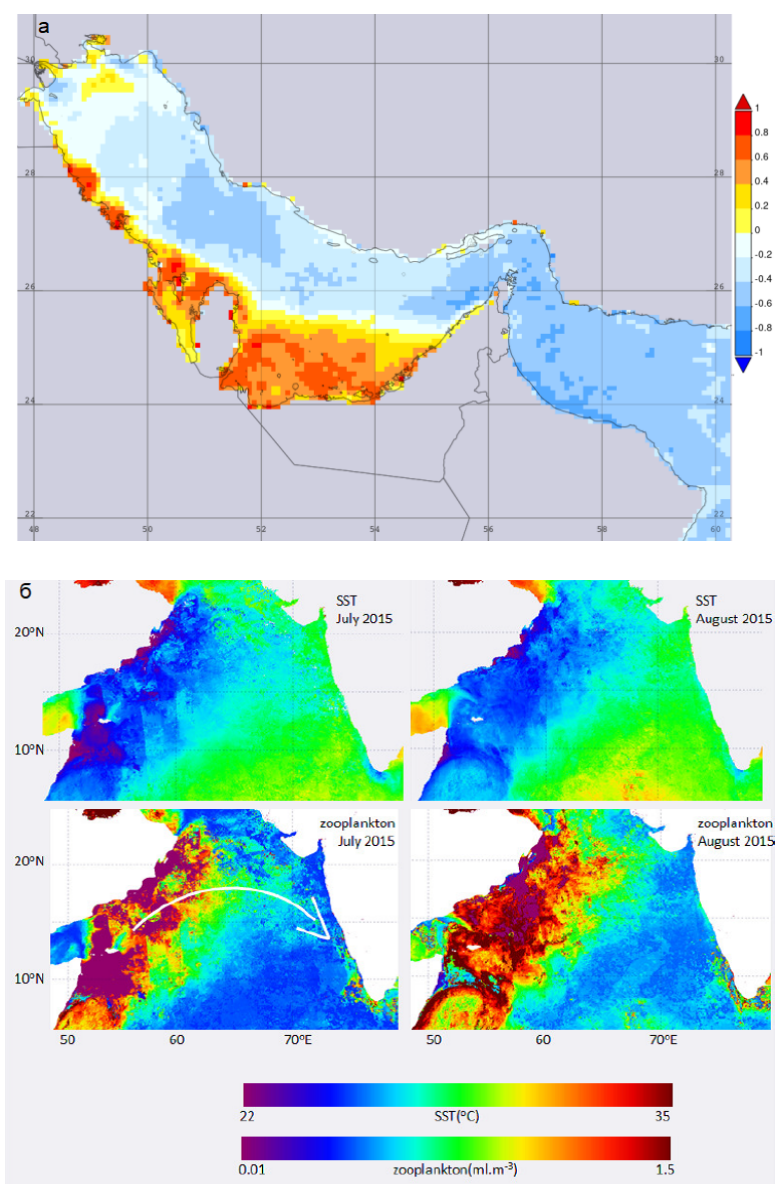 а
30
30
28
28
26
26
24
24
22
22
48
50
52
54
56
58
60
1
0.8
0.6
0.4
0.2
0
-0.2
-0.4
-0.6
-0.8
-1
б
SST
July 2015
SST
August 2015
20°N
10°N
zooplankton
July 2015
zooplankton
August 2015
20°N
10°N
50
60
70°E
50
60
70°E
22
SST(°C)
35
0.01
zooplankton(ml.m⁻³)
1.5